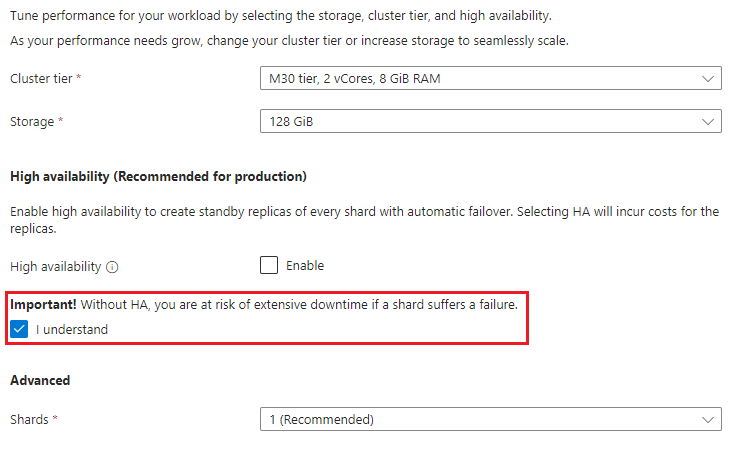 Tune performance for your workload by selecting the storage, cluster tier, and high availability.
As your performance needs grow, change your cluster tier or increase storage to seamlessly scale.
Cluster tier * M30 tier, 2 vCores, 8 GiB RAM
Storage * 128 GiB
High availability (Recommended for production)
Enable high availability to create standby replicas of every shard with automatic failover. Selecting HA will incur costs for the
replicas.
High availability Enable
Important! Without HA, you are at risk of extensive downtime if a shard suffers a failure.
I understand
Advanced
Shards * 1 (Recommended)